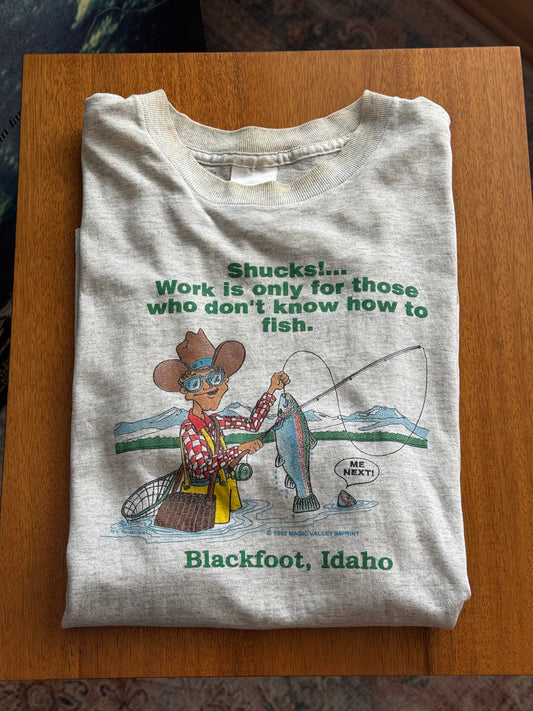 Shucks!...
Work is only for those
who don't know how to
fish.
ME
NEXT!
© 1992 MAGIC VALLEY IMPRINT
Blackfoot, Idaho